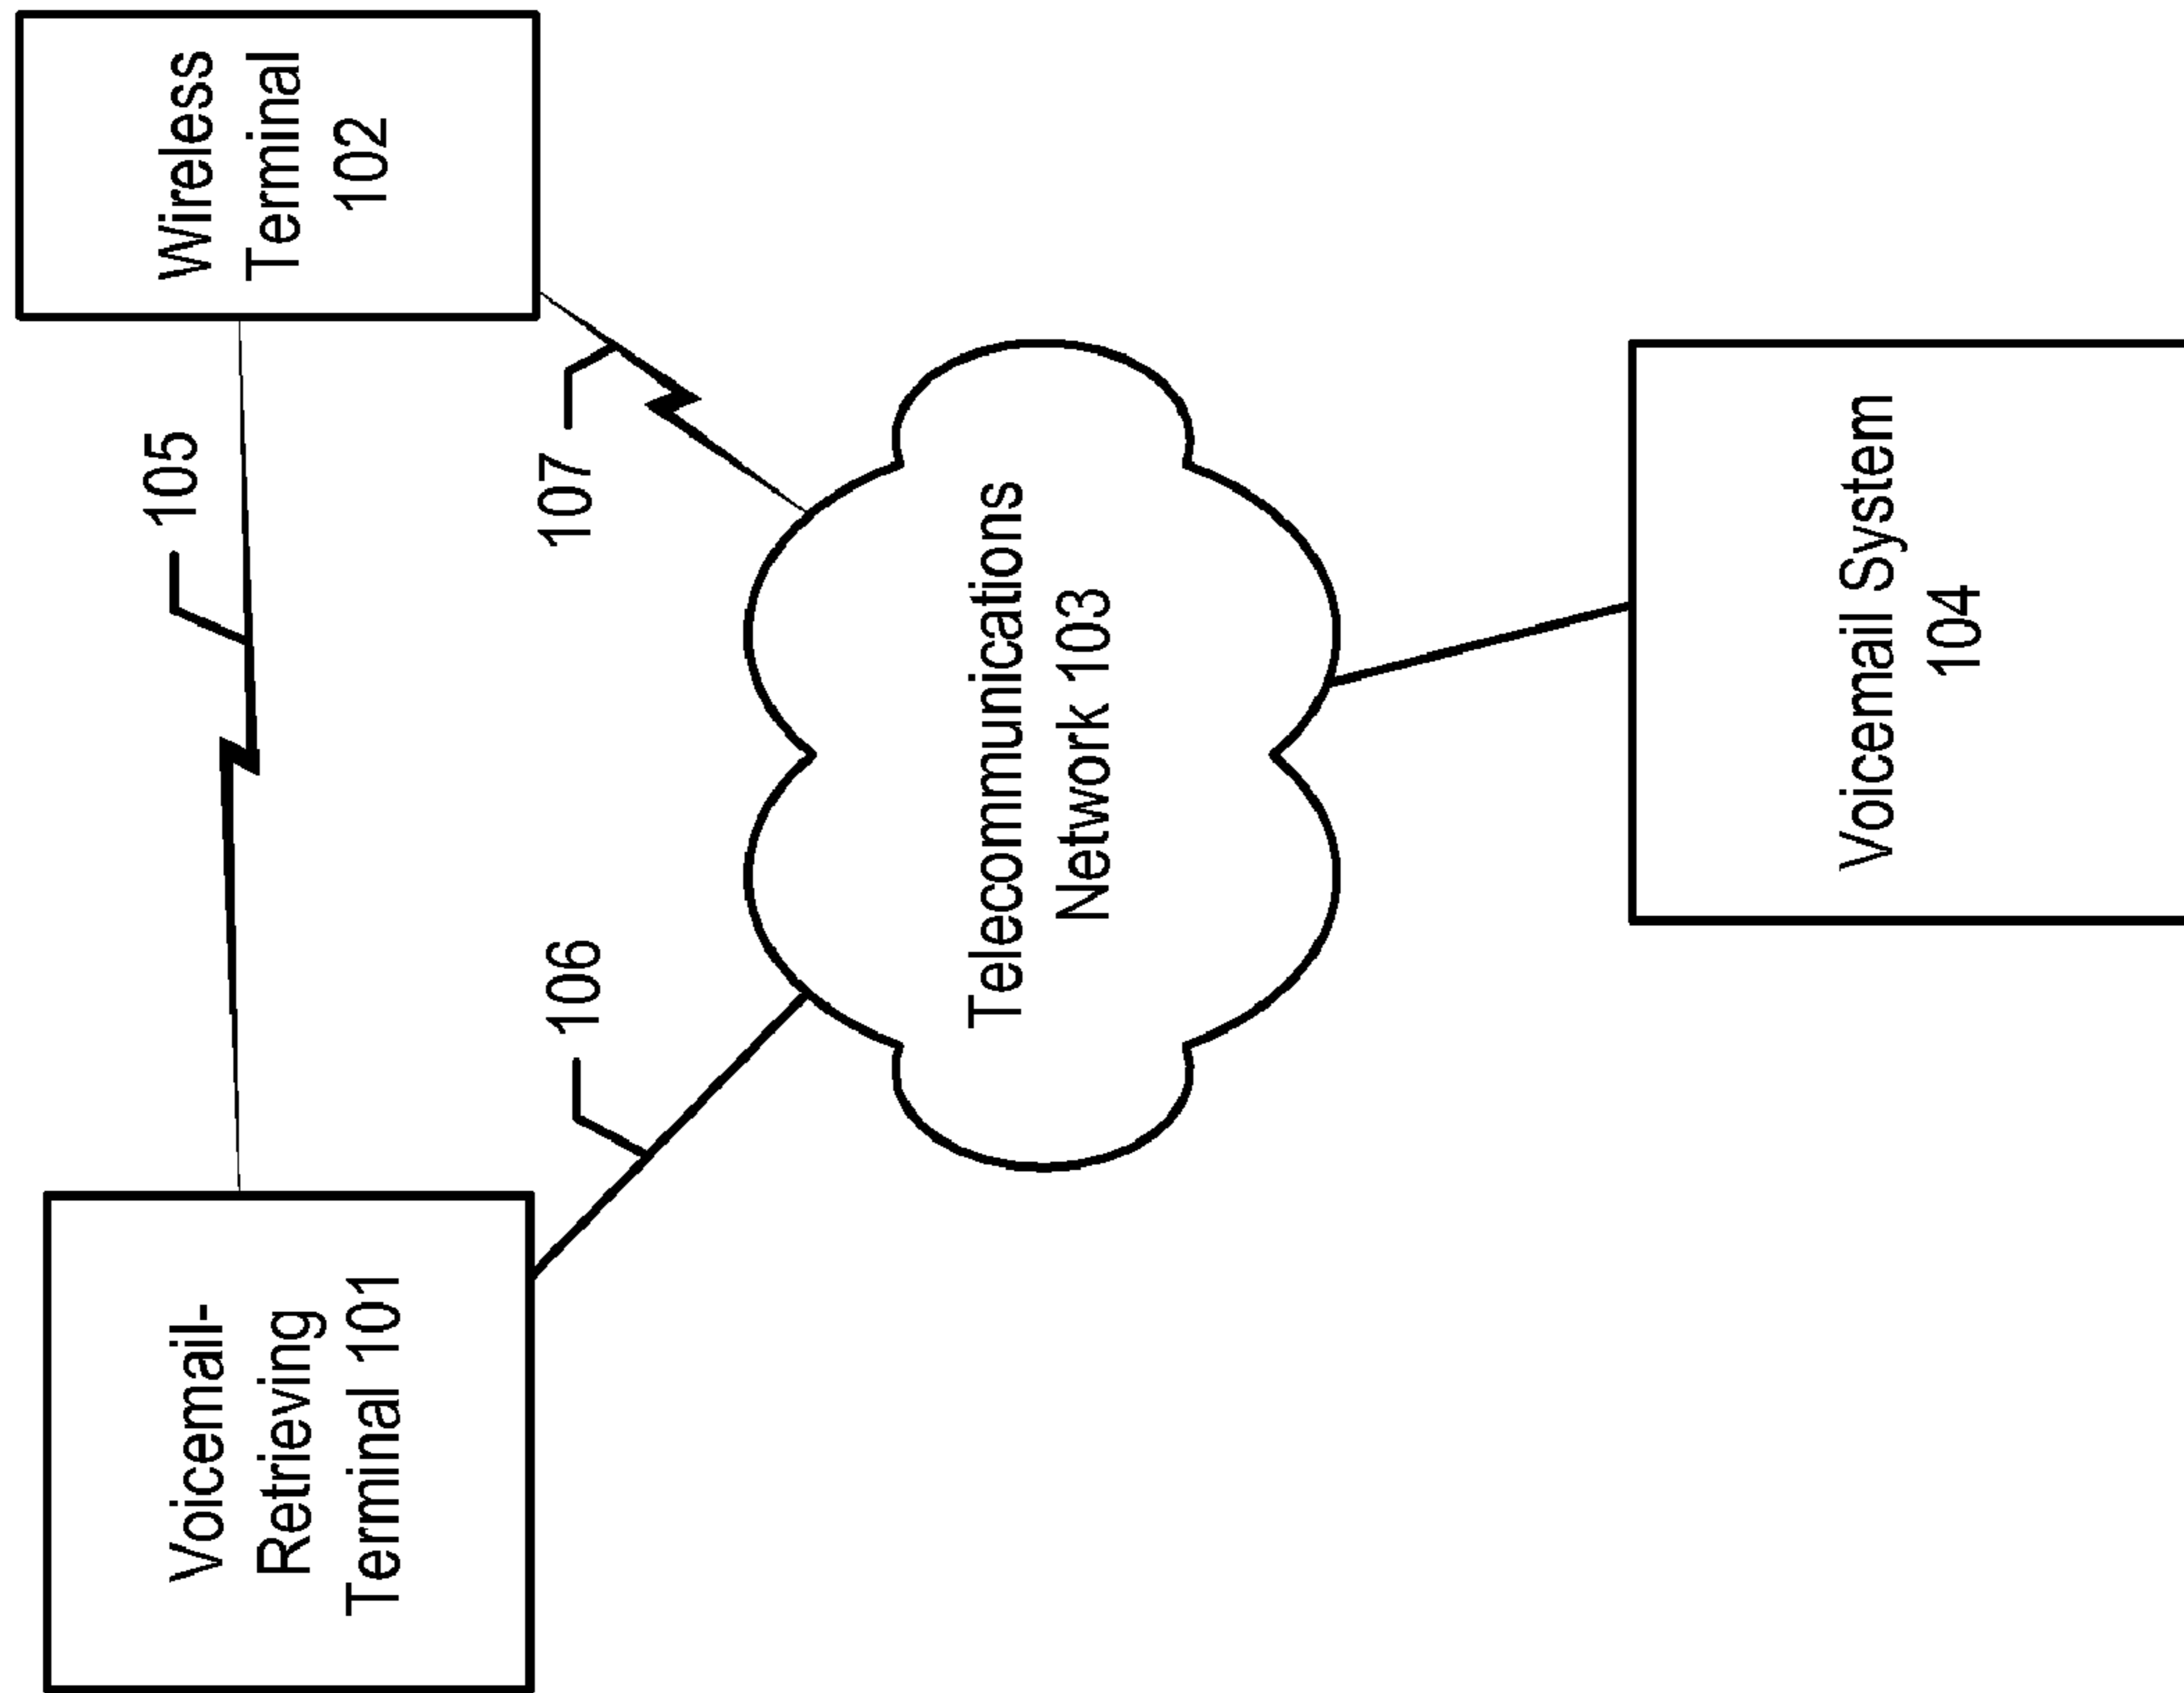 Voicemail-
Retrieving
Terminal 101
105
Wireless
Terminal
102
106
107
Telecommunications
Network 103
Voicemail System
104